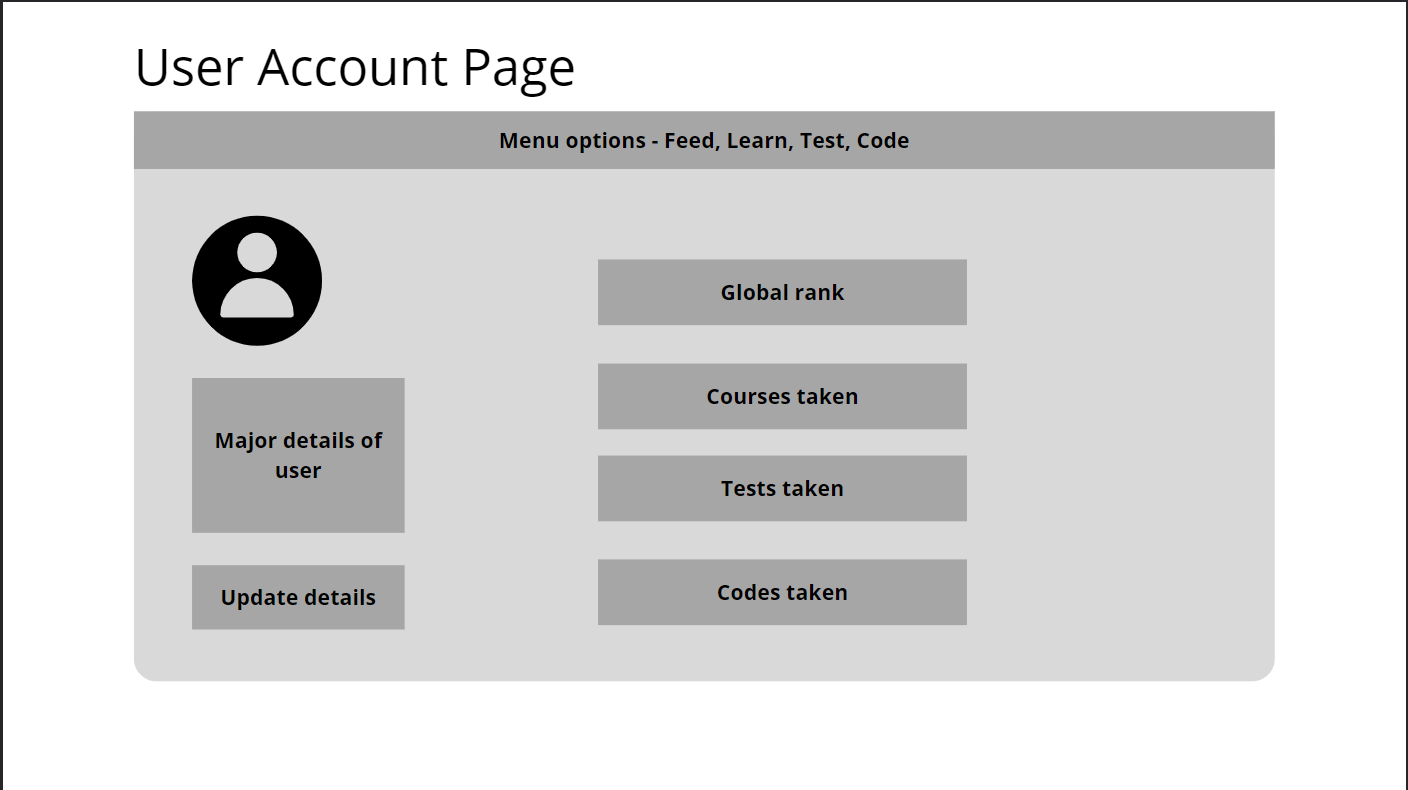 User Account Page
Menu options - Feed, Learn, Test, Code
Global rank
Courses taken
Major details of
user
Tests taken
Update details
Codes taken